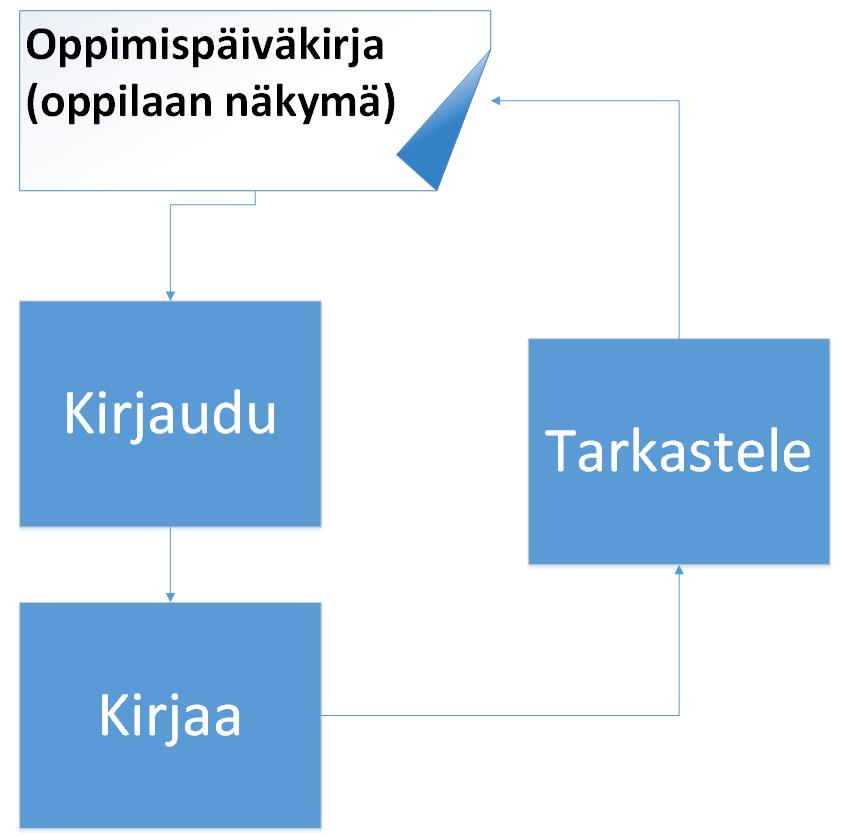 Oppimispäiväkirja
(oppilaan näkymä)
Kirjaudu
Tarkastele
Kirjaa